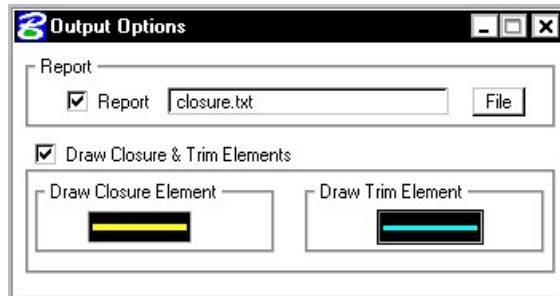 Output Options
Report
Report closure.txt File
Draw Closure & Trim Elements
Draw Closure Element Draw Trim Element